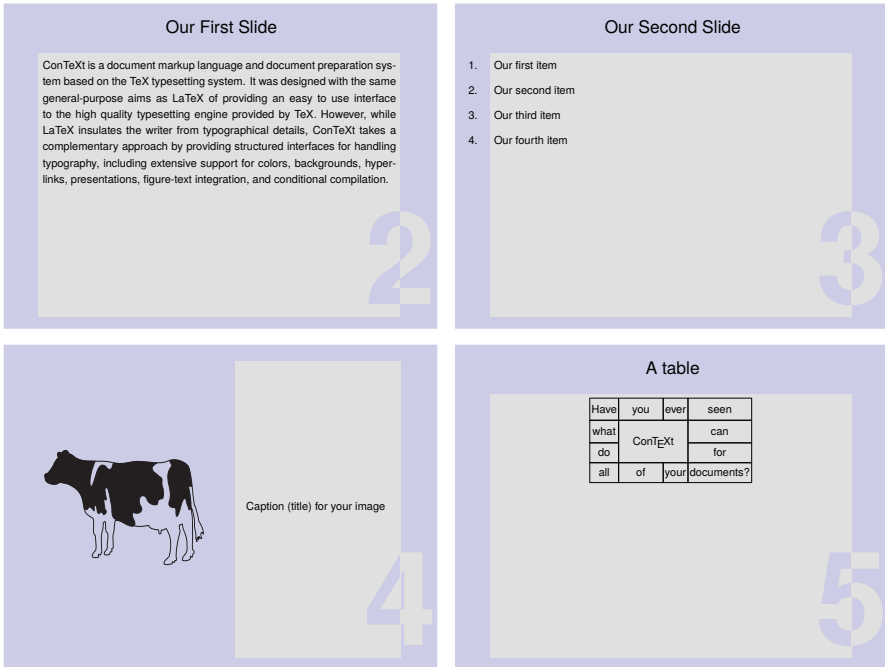 Our First Slide
ConTeXt is a document markup language and document preparation sys-
tem based on the TeX typesetting system. It was designed with the same
general-purpose aims as LaTeX of providing an easy to use interface
to the high quality typesetting engine provided by TeX. However, while
LaTeX insulates the writer from typographical details, ConTeXt takes a
complementary approach by providing structured interfaces for handling
typography, including extensive support for colors, backgrounds, hyper-
links, presentations, figure-text integration, and conditional compilation.
2
Our Second Slide
1. Our first item
2. Our second item
3. Our third item
4. Our fourth item
3
Caption (title) for your image
4
A table
Have you ever seen
what ConTEXt can
do for
all of your documents?
5